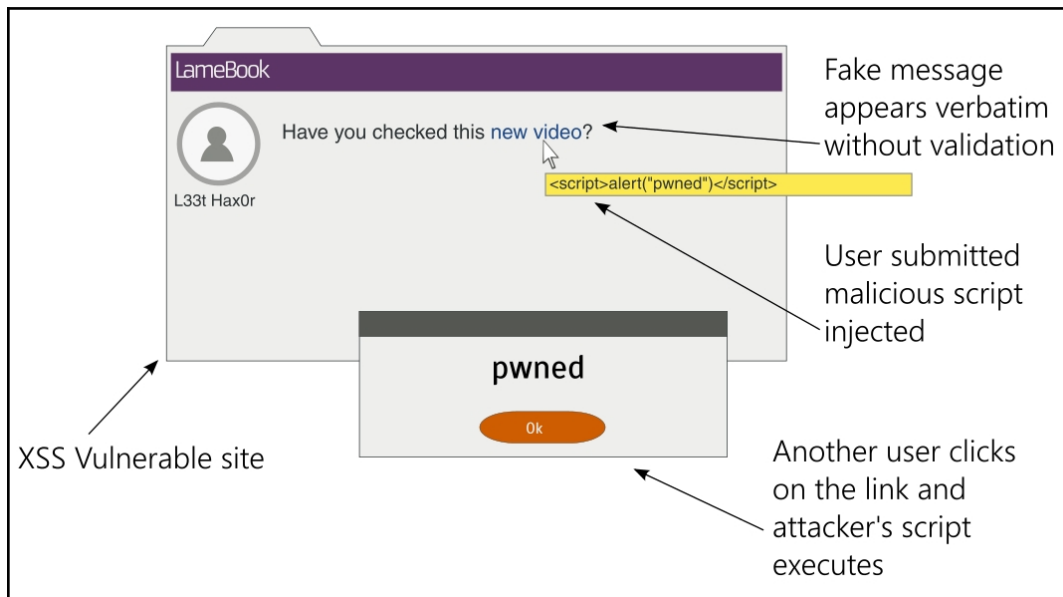 LameBook
Have you checked this new video?
<script>alert("pwned")</script>
L33t Hax0r
Fake message
appears verbatim
without validation
User submitted
malicious script
injected
pwned
Ok
XSS Vulnerable site
Another user clicks
on the link and
attacker's script
executes